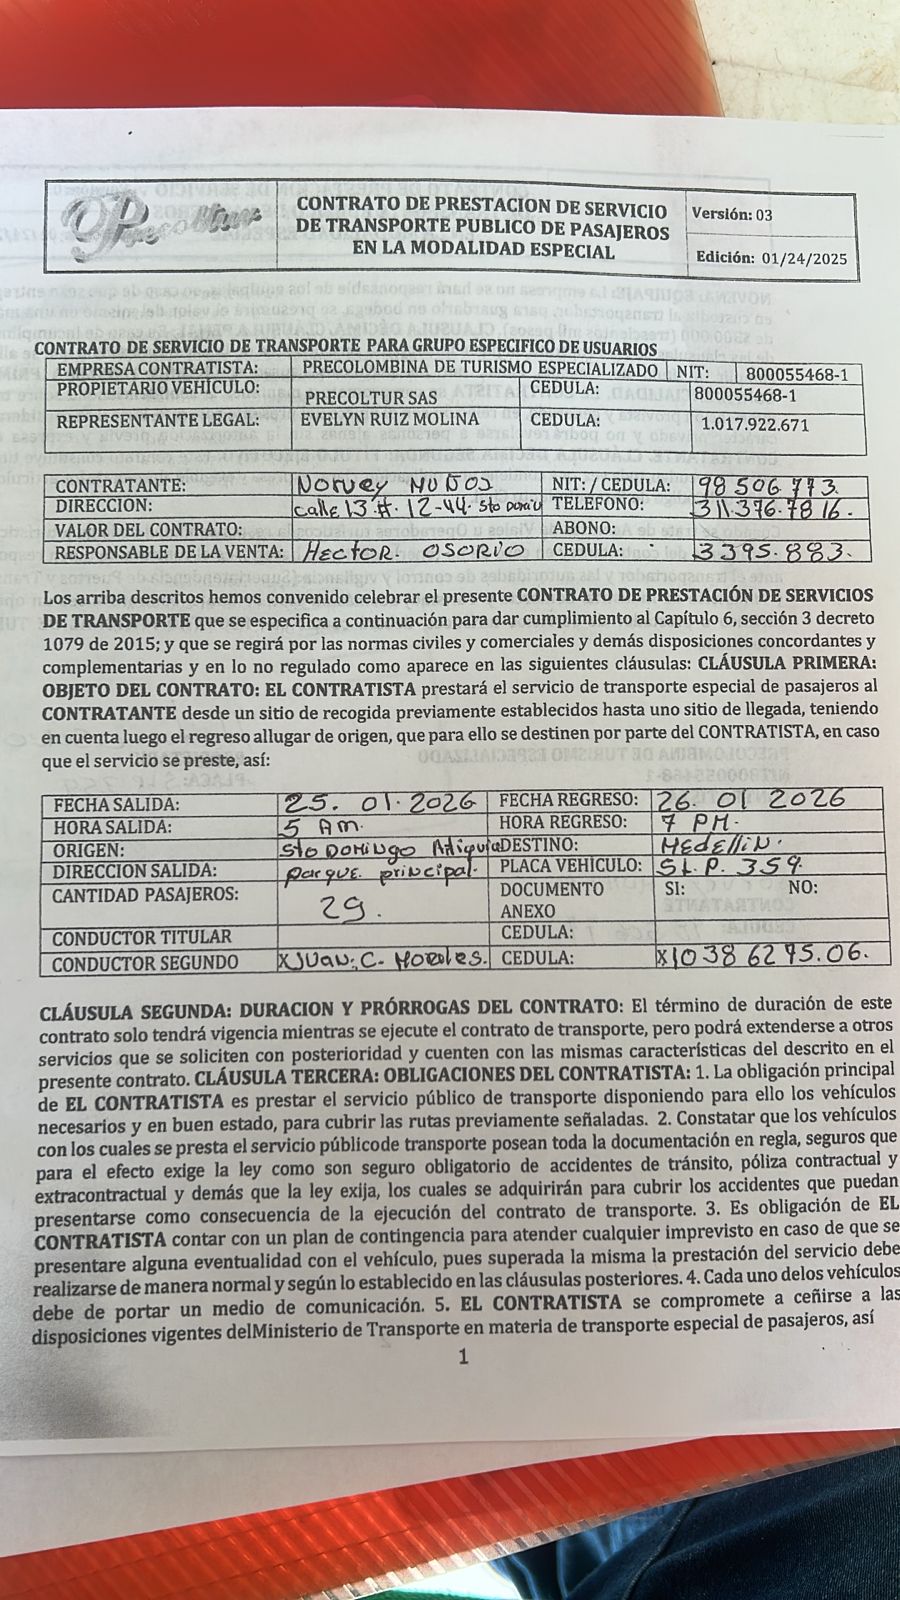 Precoltur
CONTRATO DE PRESTACION DE SERVICIO
DE TRANSPORTE PUBLICO DE PASAJEROS
EN LA MODALIDAD ESPECIAL
Versión: 03
Edición: 01/24/2025
CONTRATO DE SERVICIO DE TRANSPORTE PARA GRUPO ESPECIFICO DE USUARIOS
EMPRESA CONTRATISTA: PRECOLOMBINA DE TURISMO ESPECIALIZADO NIT: 800055468-1
PROPIETARIO VEHÍCULO: PRECOLTUR SAS CEDULA: 800055468-1
REPRESENTANTE LEGAL: EVELYN RUIZ MOLINA CEDULA: 1.017.922.671
CONTRATANTE: Norvey MUÑOS NIT: / CEDULA: 98 506 773.
DIRECCION: calle 13 #. 12-44. Sto TELEFONO: 311.376.78 16.
VALOR DEL CONTRATO: ABONO:
RESPONSABLE DE LA VENTA: HECTOR. OSORIO CEDULA: 3395.883.
Los arriba descritos hemos convenido celebrar el presente CONTRATO DE PRESTACIÓN DE SERVICIOS
DE TRANSPORTE que se especifica a continuación para dar cumplimiento al Capítulo 6, sección 3 decreto
1079 de 2015; y que se regirá por las normas civiles y comerciales y demás disposiciones concordantes y
complementarias y en lo no regulado como aparece en las siguientes cláusulas: CLÁUSULA PRIMERA:
OBJETO DEL CONTRATO: EL CONTRATISTA prestará el servicio de transporte especial de pasajeros al
CONTRATANTE desde un sitio de recogida previamente establecidos hasta uno sitio de llegada, teniendo
en cuenta luego el regreso allugar de origen, que para ello se destinen por parte del CONTRATISTA, en caso
que el servicio se preste, así:
FECHA SALIDA: 25. 01. 2026 FECHA REGRESO: 26. 01 2026
HORA SALIDA: 5 AM. HORA REGRESO: 7 PM.
ORIGEN: Sto DOMINGO DESTINO: MEDELLIN.
DIRECCION SALIDA: parque. principal. PLACA VEHÍCULO: SL.P. 359.
CANTIDAD PASAJEROS: 29. DOCUMENTO ANEXO SI: NO:
CONDUCTOR TITULAR CEDULA:
CONDUCTOR SEGUNDO XJUAN. C. MORALES. CEDULA: X1038 6275.06.
CLÁUSULA SEGUNDA: DURACION Y PRÓRROGAS DEL CONTRATO: El término de duración de este
contrato solo tendrá vigencia mientras se ejecute el contrato de transporte, pero podrá extenderse a otros
servicios que se soliciten con posterioridad y cuenten con las mismas características del descrito en el
presente contrato. CLÁUSULA TERCERA: OBLIGACIONES DEL CONTRATISTA: 1. La obligación principal
de EL CONTRATISTA es prestar el servicio público de transporte disponiendo para ello los vehículos
necesarios y en buen estado, para cubrir las rutas previamente señaladas. 2. Constatar que los vehículos
con los cuales se presta el servicio públicode transporte posean toda la documentación en regla, seguros que
para el efecto exige la ley como son seguro obligatorio de accidentes de tránsito, póliza contractual y
extracontractual y demás que la ley exija, los cuales se adquirirán para cubrir los accidentes que puedan
presentarse como consecuencia de la ejecución del contrato de transporte. 3. Es obligación de EL
CONTRATISTA contar con un plan de contingencia para atender cualquier imprevisto en caso de que se
presentare alguna eventualidad con el vehículo, pues superada la misma la prestación del servicio debe
realizarse de manera normal y según lo establecido en las cláusulas posteriores. 4. Cada uno delos vehículos
debe de portar un medio de comunicación. 5. EL CONTRATISTA se compromete a ceñirse a las
disposiciones vigentes delMinisterio de Transporte en materia de transporte especial de pasajeros, así
1